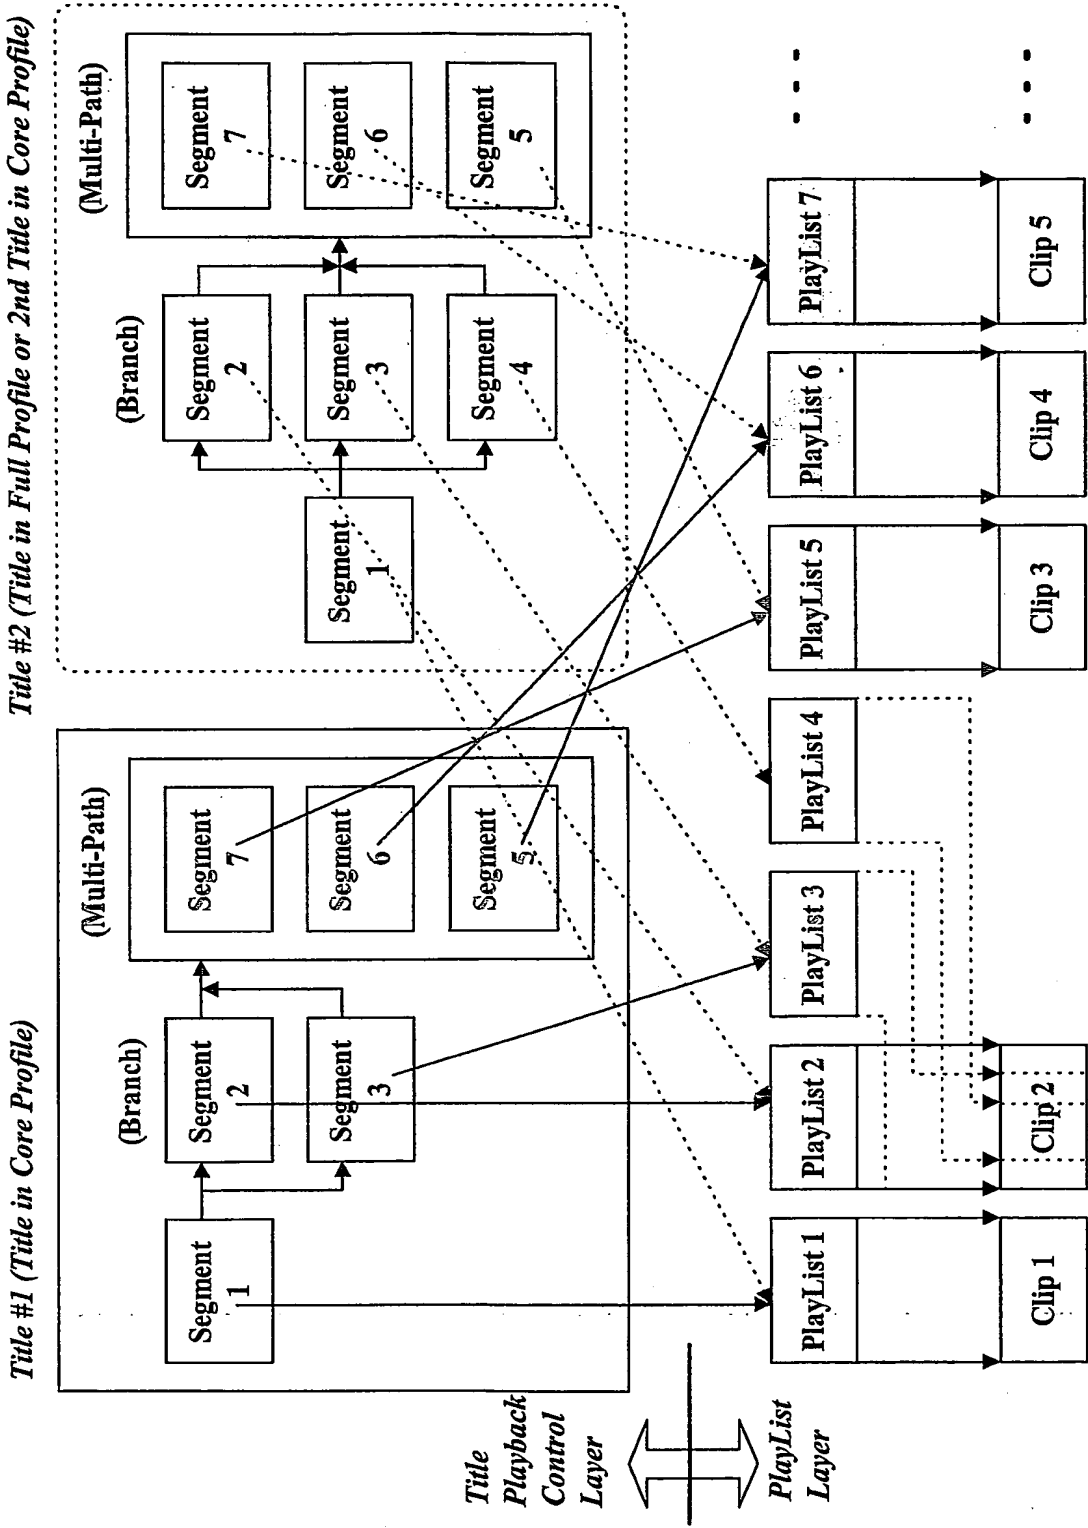 Title #1 (Title in Core Profile)
Title #2 (Title in Full Profile or 2nd Title in Core Profile)
(Branch)
(Multi-Path)
Segment
1
Segment
2
Segment
3
Segment
7
Segment
6
Segment
5
(Branch)
(Multi-Path)
Segment
1
Segment
2
Segment
3
Segment
4
Segment
7
Segment
6
Segment
5
Title
Playback
Control
Layer
PlayList
Layer
PlayList 1
PlayList 2
PlayList 3
PlayList 4
PlayList 5
PlayList 6
PlayList 7
Clip 1
Clip 2
Clip 3
Clip 4
Clip 5